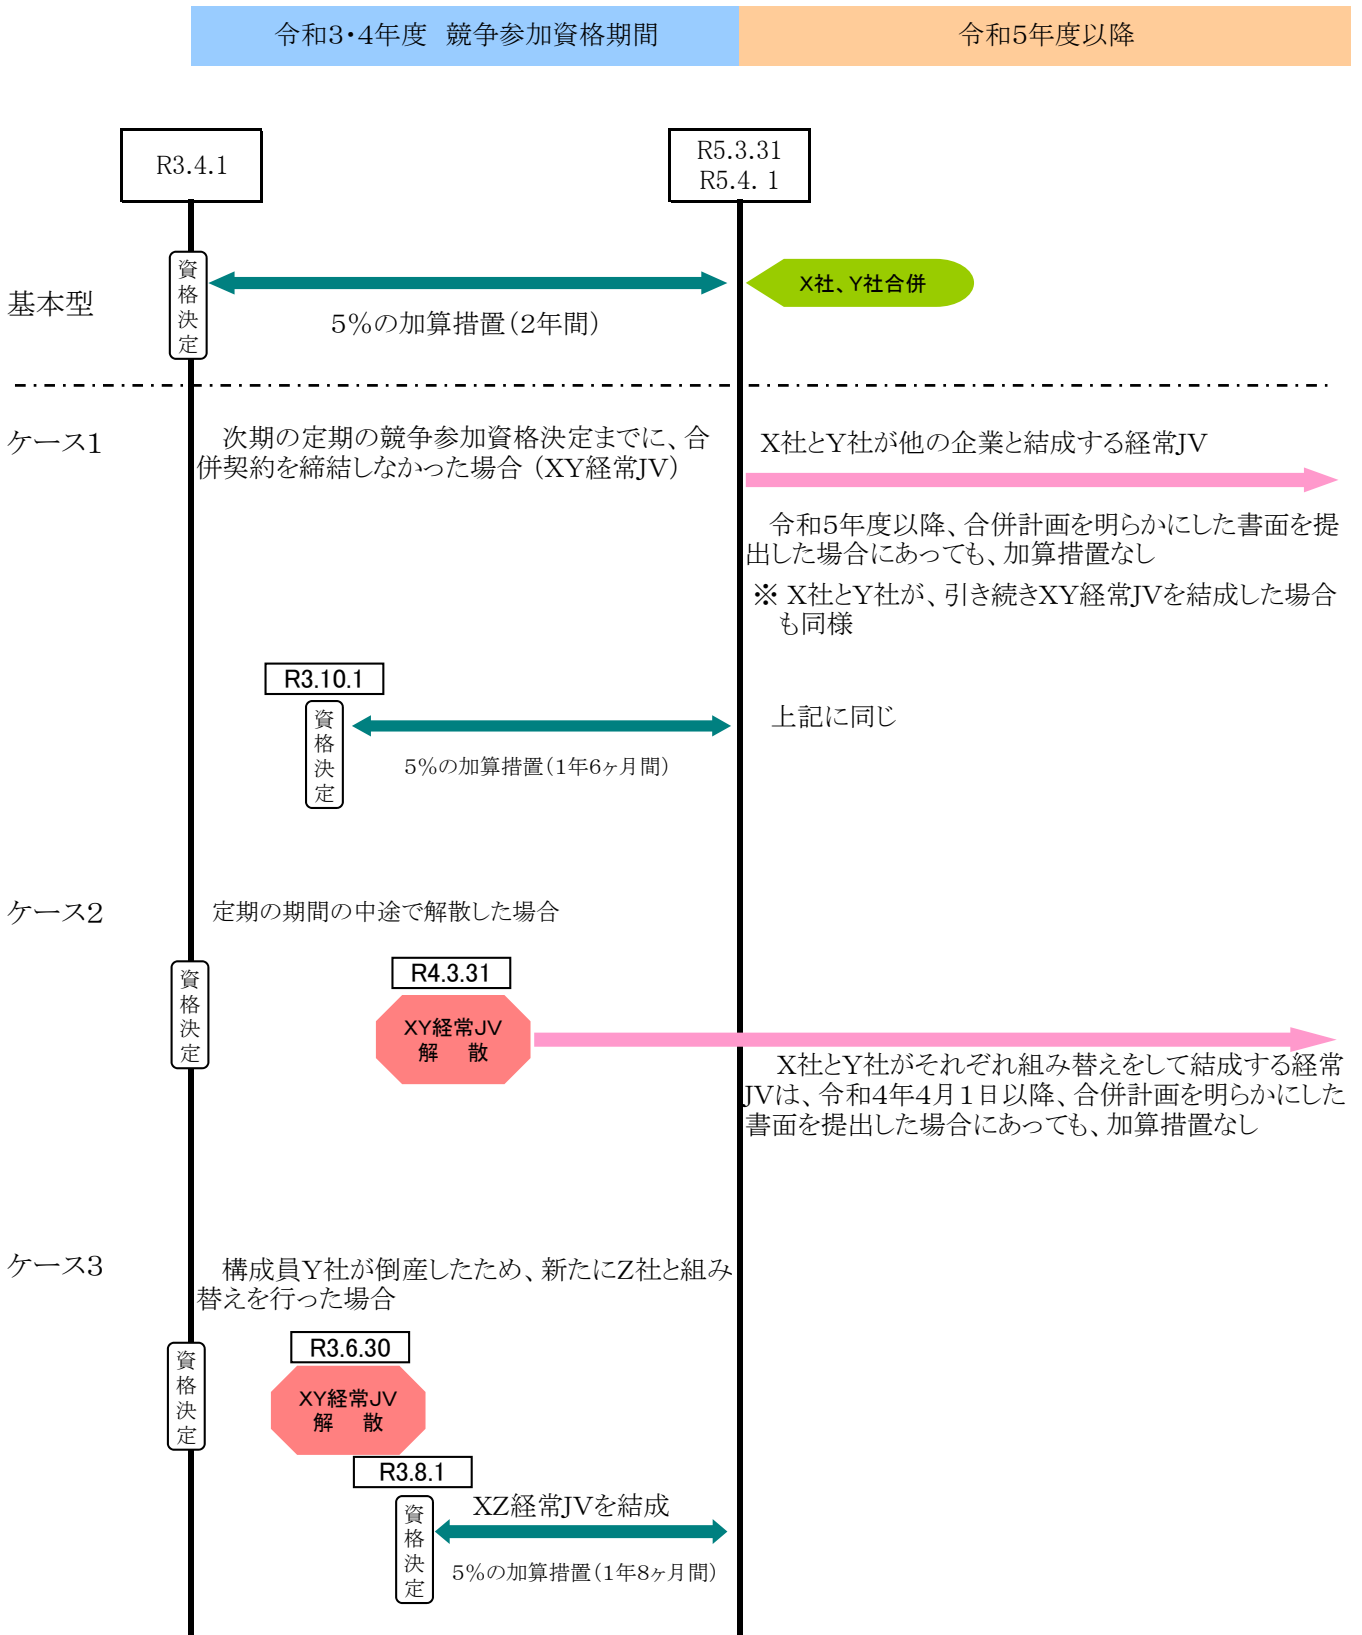 令和3・4年度　競争参加資格期間
令和5年度以降
R3.4.1
R5.3.31
R5.4. 1
基本型
資格決定
5%の加算措置(2年間)
X社、Y社合併
ケース1
次期の定期の競争参加資格決定までに、合
併契約を締結しなかった場合 (XY経常JV)
X社とY社が他の企業と結成する経常JV
令和5年度以降、合併計画を明らかにした書面を提
出した場合にあっても、加算措置なし
※ X社とY社が、引き続きXY経常JVを結成した場合
も同様
R3.10.1
資格決定
5%の加算措置(1年6ヶ月間)
上記に同じ
ケース2
定期の期間の中途で解散した場合
資格決定
R4.3.31
XY経常JV
解　散
X社とY社がそれぞれ組み替えをして結成する経常
JVは、令和4年4月1日以降、合併計画を明らかにした
書面を提出した場合にあっても、加算措置なし
ケース3
構成員Y社が倒産したため、新たにZ社と組み
替えを行った場合
資格決定
R3.6.30
XY経常JV
解　散
R3.8.1
資格決定
XZ経常JVを結成
5%の加算措置(1年8ヶ月間)